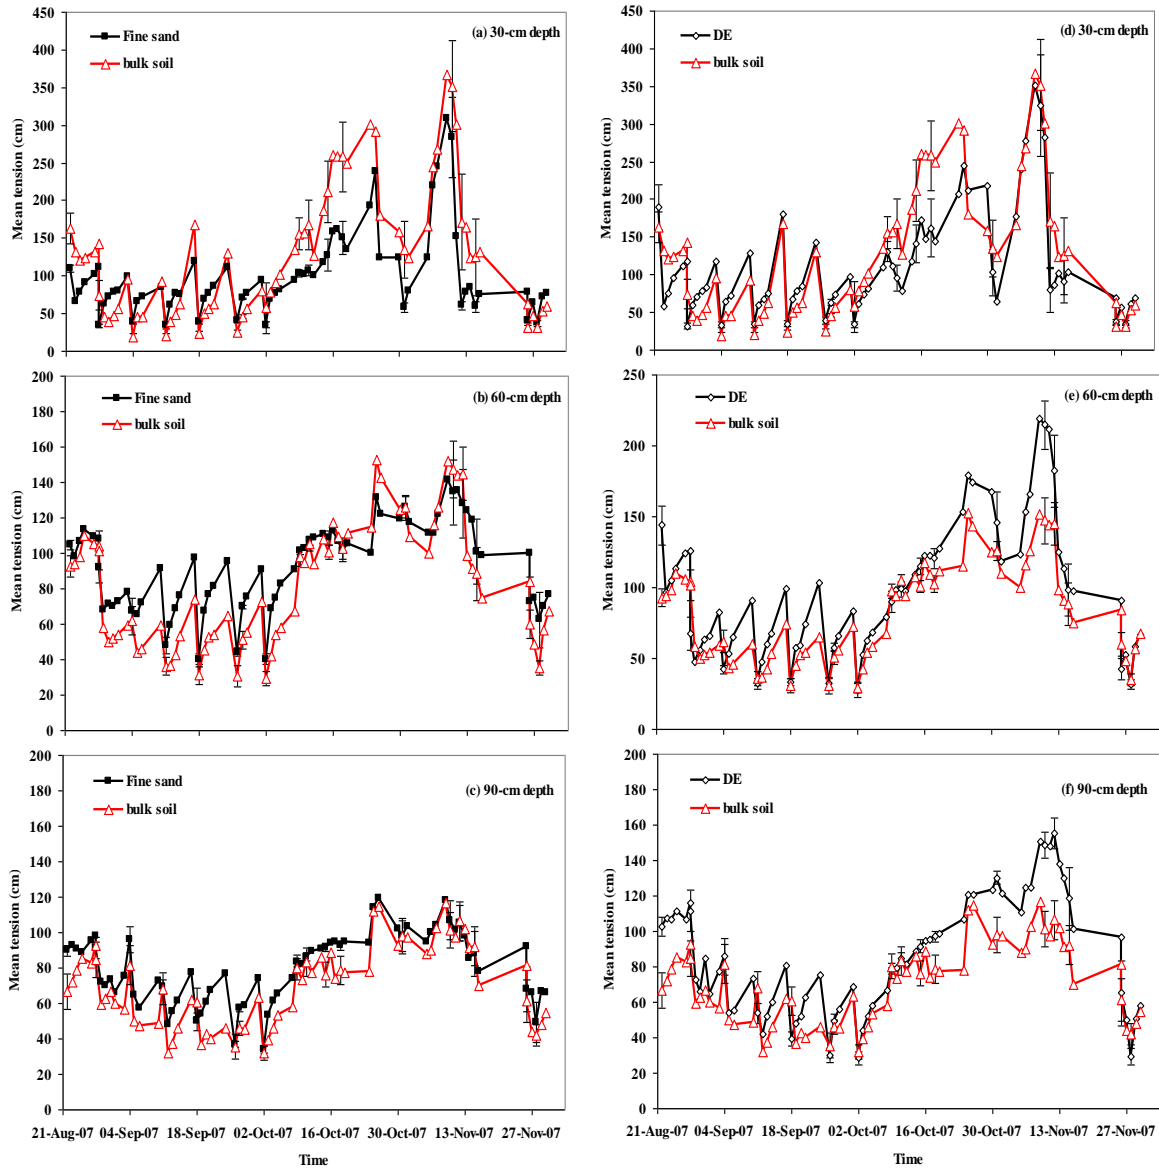 (a) 30-cm depth
Fine sand
bulk soil
Mean tension (cm)
450
400
350
300
250
200
150
100
50
0
(d) 30-cm depth
DE
bulk soil
Mean tension (cm)
450
400
350
300
250
200
150
100
50
0
(b) 60-cm depth
Fine sand
bulk soil
Mean tension (cm)
200
180
160
140
120
100
80
60
40
20
0
(e) 60-cm depth
DE
bulk soil
Mean tension (cm)
250
200
150
100
50
0
(c) 90-cm depth
Fine sand
bulk soil
Mean tension (cm)
200
180
160
140
120
100
80
60
40
20
0
21-Aug-07 04-Sep-07 18-Sep-07 02-Oct-07 16-Oct-07 30-Oct-07 13-Nov-07 27-Nov-07
Time
(f) 90-cm depth
DE
bulk soil
Mean tension (cm)
200
180
160
140
120
100
80
60
40
20
0
21-Aug-07 04-Sep-07 18-Sep-07 02-Oct-07 16-Oct-07 30-Oct-07 13-Nov-07 27-Nov-07
Time